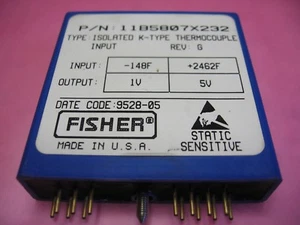 P/N: 1185807X232
TYPE: ISOLATED K-TYPE THERMOCOUPLE
INPUT REV: G
INPUT: -148F +2462F
OUTPUT: 1V 5V
DATE CODE: 9528-05
FISHER®
MADE IN U.S.A.
STATIC
SENSITIVE